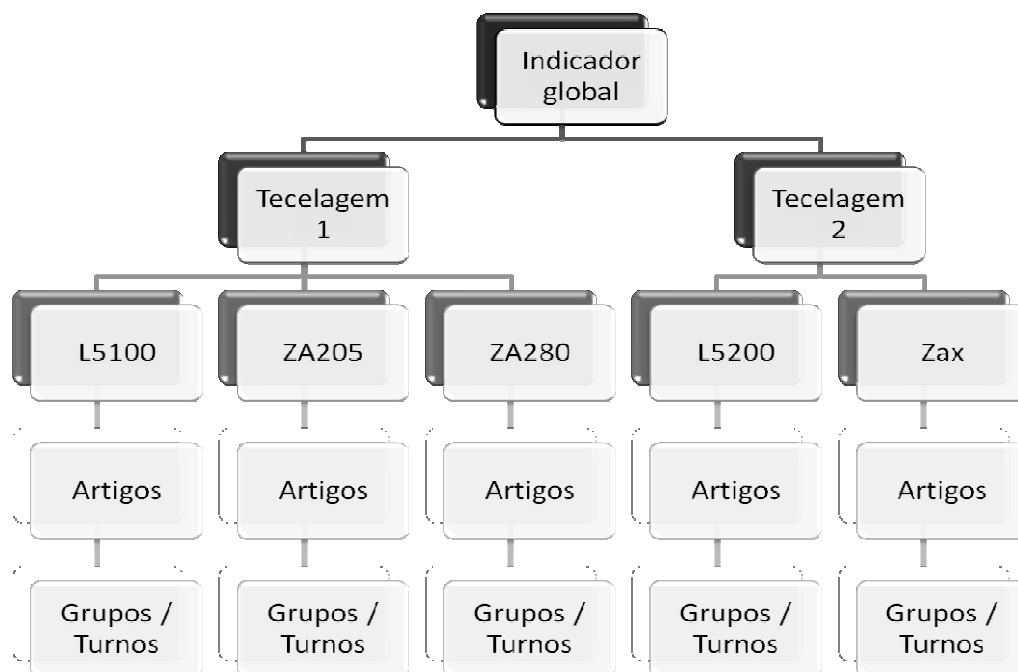 Indicador
global
Tecelagem
1
Tecelagem
2
L5100
ZA205
ZA280
L5200
Zax
Artigos
Artigos
Artigos
Artigos
Artigos
Grupos /
Turnos
Grupos /
Turnos
Grupos /
Turnos
Grupos /
Turnos
Grupos /
Turnos